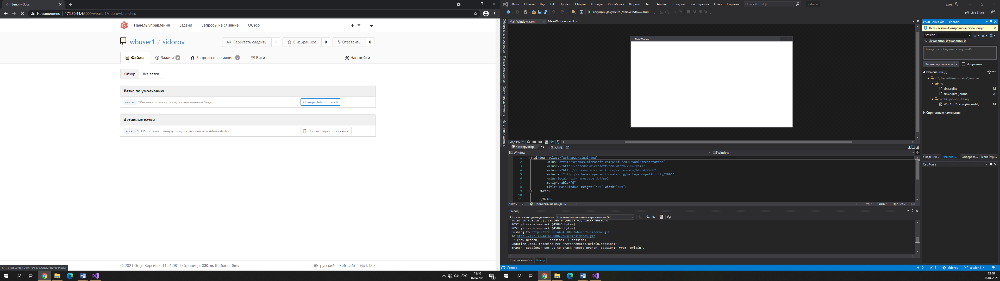 Ветки - Gogs
Не защищено 172.30.44.4:3000/wbuser1/sidorov/branches
Панель управления Задачи Запросы на слияние Обзор
wbuser1 / sidorov
Перестать следить 1 В избранное 0 Ответвить 0
Файлы Задачи 0 Запросы на слияние 0 Вики Настройки
Обзор Все ветки
Ветка по умолчанию
master Обновлено 6 минут назад пользователем Gogs Change Default Branch
Активные ветки
session1 Обновлено 1 минуту назад пользователем Administrator Новый запрос на слияние
© 2021 Gogs Версия: 0.11.91.0811 Страница: 220ms Шаблон: 0ms русский Веб-сайт Go1.12.7
172.30.44.4:3000/wbuser1/sidorov/src/session1
РУС 13:40 16.04.2021 3
Файл Правка Вид Git Проект Сборка Отладка Разработка Формат Тест Анализ Средства Расширения Окно Справка Поиск (Ctrl+Q) sidorov Вход
Текущий документ (MainWindow.xaml) Live Share
Обозреватель серверов
Панель элементов
Структура документа
Источники данных
MainWindow.xaml MainWindow.xaml.cs
MainWindow
78,44%
Конструктор XAML
Window Window
1 <Window x:Class="WpfApp2.MainWindow"
2 xmlns="http://schemas.microsoft.com/winfx/2006/xaml/presentation"
3 xmlns:x="http://schemas.microsoft.com/winfx/2006/xaml"
4 xmlns:d="http://schemas.microsoft.com/expression/blend/2008"
5 xmlns:mc="http://schemas.openxmlformats.org/markup-compatibility/2006"
6 xmlns:local="clr-namespace:WpfApp2"
7 mc:Ignorable="d"
8 Title="MainWindow" Height="450" Width="800">
9 <Grid>
10
11 </Grid>
100 % Проблемы не найдены. Стр: 1 Симв: 1 Пробелы CRLF
Вывод
Показать выходные данные из: Система управления версиями — Git
POST git-receive-pack (45843 bytes)
POST git-receive-pack (45843 bytes)
Pushing to http://172.30.44.4:3000/wbuser1/sidorov.git
To http://172.30.44.4:3000/wbuser1/sidorov.git
* [new branch] session1 -> session1
updating local tracking ref 'refs/remotes/origin/session1'
Branch 'session1' set up to track remote branch 'session1' from 'origin'.
Список ошибок Вывод
Изменения Git — sidorov
Ветвь session1 отправлена сюда: origin.
session1
Исходящих 0/входящих 0
Введите сообщение <Required>
Зафиксировать все Исправить
Изменения (3)
C:\Users\Administrator\Source\...
.vs
slnx.sqlite M
slnx.sqlite-journal A
WpfApp2\obj\Debug
WpfApp2.csprojAssembly... M
Спрятанные изменения
Сведения... Изменен... Обозрева... Team Expl...
Свойства
Готово 0 3 sidorov session1
13:40
16.04.2021